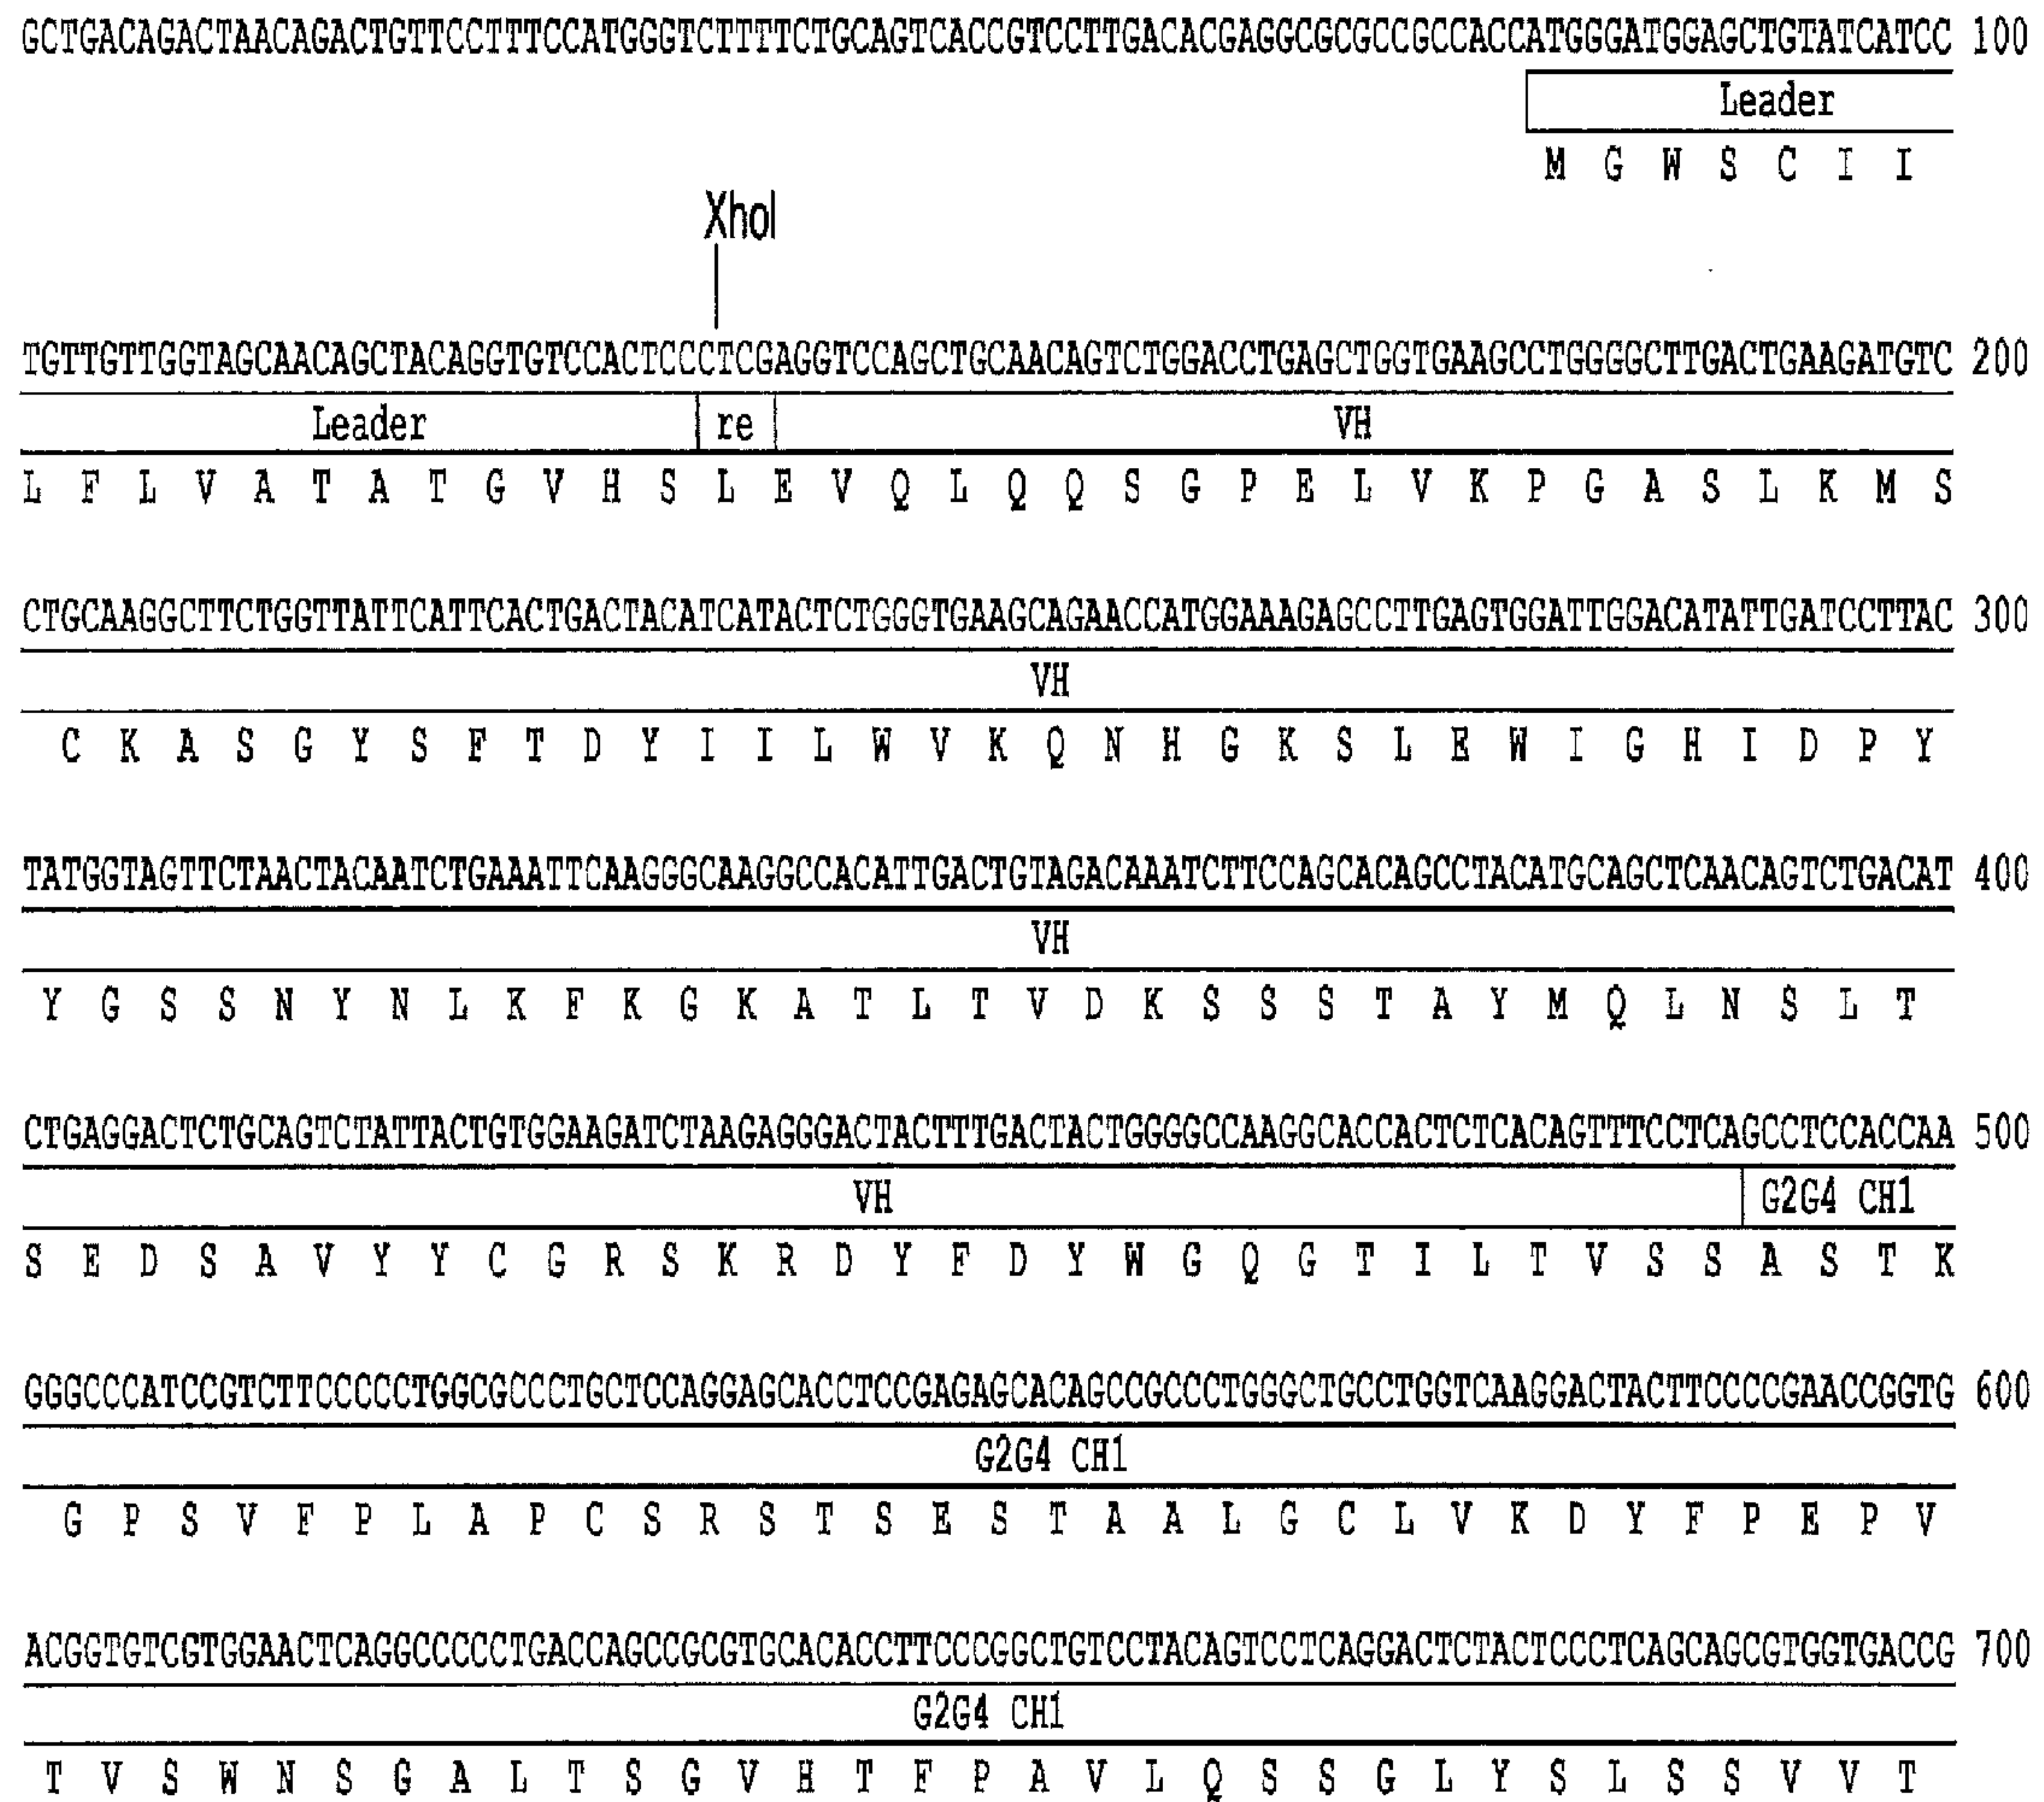 GCTGACAGACTAACAGACTGTTCCTTTCCATGGGTCTTTTCTGCAGTCACCGTCCTTGACACGAGGCGCGCCGCCACCATGGGATGGAGCTGTATCATCC 100
Leader
M G W S C I I
XhoI
TGTTGTTGGTAGCAACAGCTACAGGTGTCCACTCCCTCGAGGTCCAGCTGCAACAGTCTGGACCTGAGCTGGTGAAGCCTGGGGCTTGACTGAAGATGTC 200
Leader re VH
L F L V A T A T G V H S L E V Q L Q Q S G P E L V K P G A S L K M S
CTGCAAGGCTTCTGGTTATTCATTCACTGACTACATCATACTCTGGGTGAAGCAGAACCATGGAAAGAGCCTTGAGTGGATTGGACATATTGATCCTTAC 300
VH
C K A S G Y S F T D Y I I L W V K Q N H G K S L E W I G H I D P Y
TATGGTAGTTCTAACTACAATCTGAAATTCAAGGGCAAGGCCACATTGACTGTAGACAAATCTTCCAGCACAGCCTACATGCAGCTCAACAGTCTGACAT 400
VH
Y G S S N Y N L K F K G K A T L T V D K S S S T A Y M Q L N S L T
CTGAGGACTCTGCAGTCTATTACTGTGGAAGATCTAAGAGGGACTACTTTGACTACTGGGGCCAAGGCACCACTCTCACAGTTTCCTCAGCCTCCACCAA 500
VH G2G4 CH1
S E D S A V Y Y C G R S K R D Y F D Y W G Q G T I L T V S S A S T K
GGGCCCATCCGTCTTCCCCCTGGCGCCCTGCTCCAGGAGCACCTCCGAGAGCACAGCCGCCCTGGGCTGCCTGGTCAAGGACTACTTCCCCGAACCGGTG 600
G2G4 CH1
G P S V F P L A P C S R S T S E S T A A L G C L V K D Y F P E P V
ACGGTGTCGTGGAACTCAGGCCCCCTGACCAGCCGCGTGCACACCTTCCCGGCTGTCCTACAGTCCTCAGGACTCTACTCCCTCAGCAGCGTGGTGACCG 700
G2G4 CH1
T V S W N S G A L T S G V H T F P A V L Q S S G L Y S L S S V V T